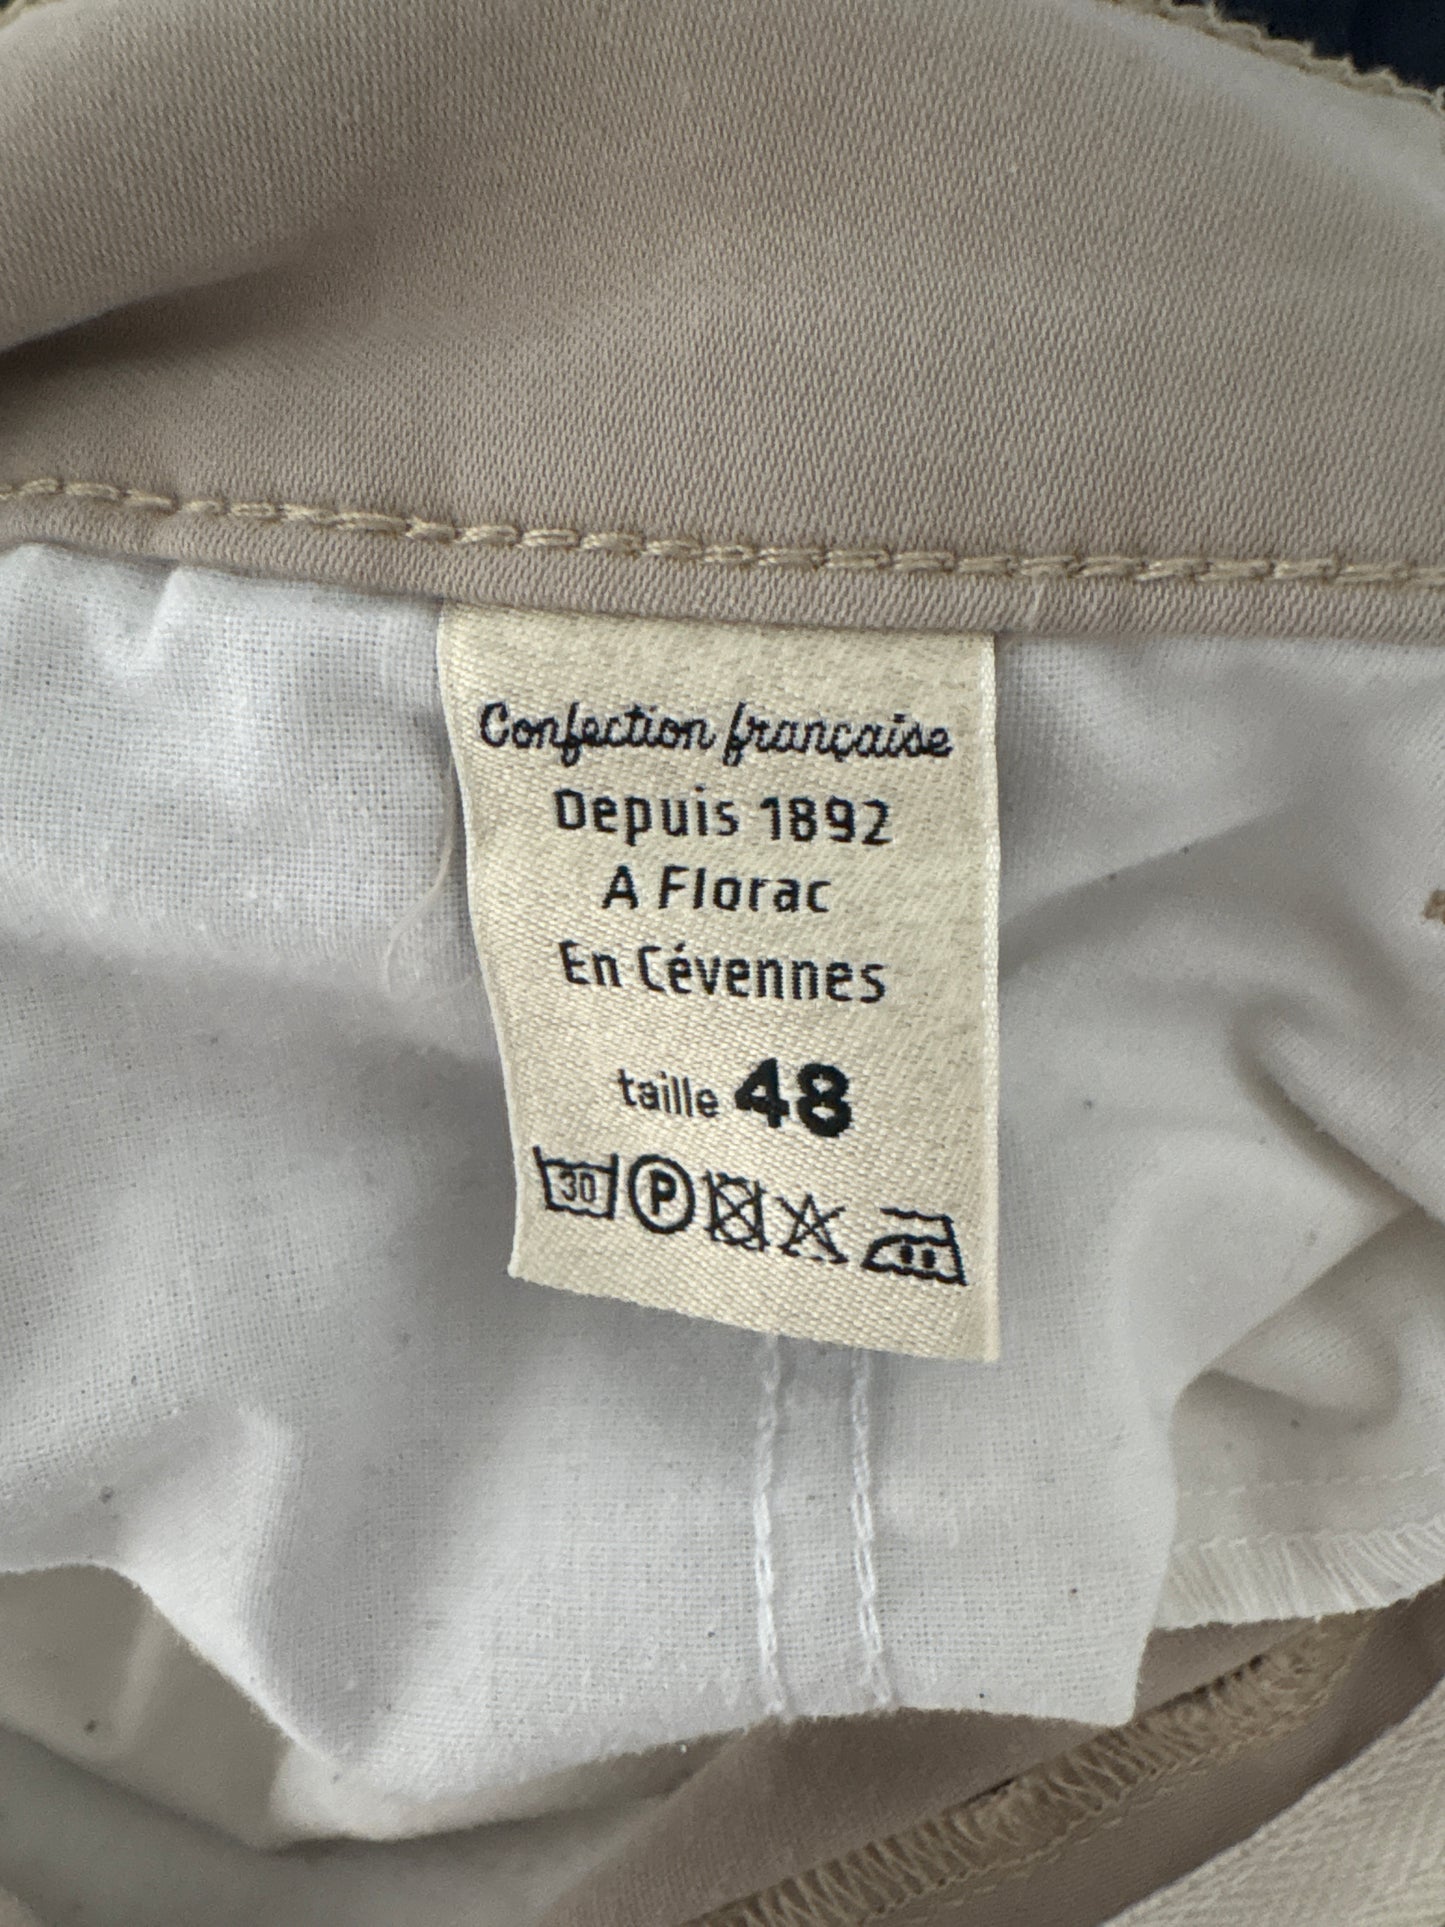 Confection française
Depuis 1892
A Florac
En Cévennes
taille 48
30 P